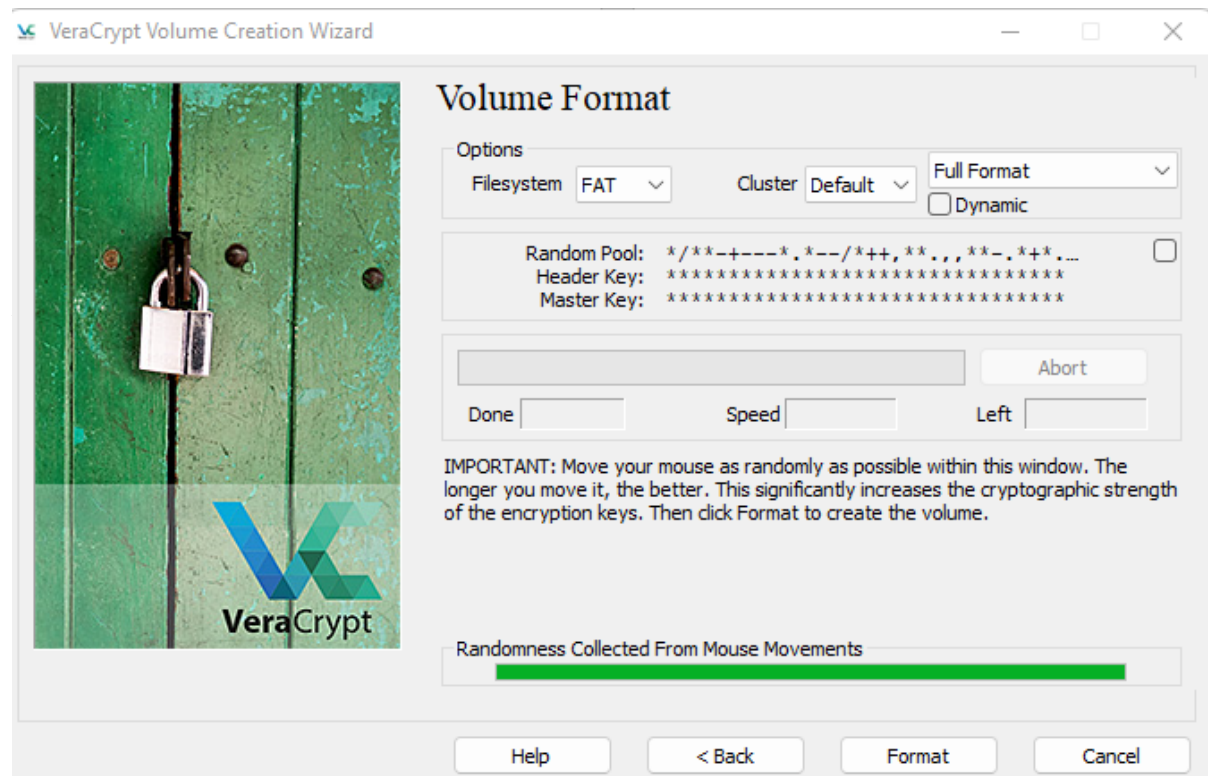 VeraCrypt Volume Creation Wizard
Volume Format
Options
Filesystem FAT Cluster Default Full Format
Dynamic
Random Pool: */**-+---*.*--/*++,**.,,**-.*+*.…
Header Key: ********************************
Master Key: ********************************
Abort
Done Speed Left
IMPORTANT: Move your mouse as randomly as possible within this window. The
longer you move it, the better. This significantly increases the cryptographic strength
of the encryption keys. Then click Format to create the volume.
VeraCrypt
Randomness Collected From Mouse Movements
Help < Back Format Cancel